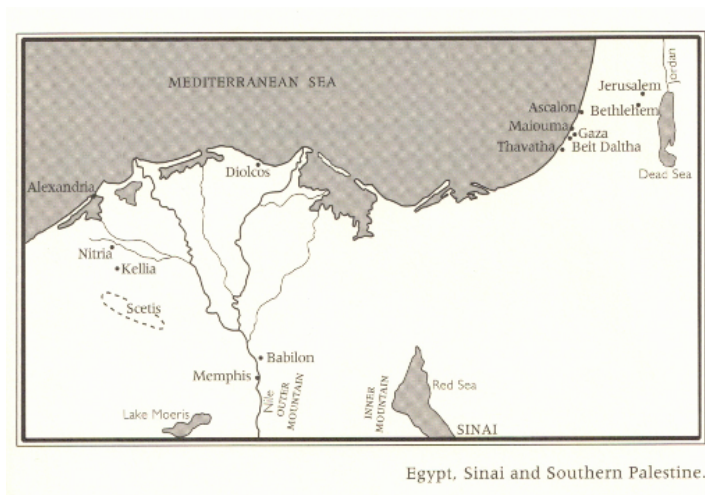 MEDITERRANEAN SEA
Jordan
Jerusalem
Ascalon
Bethlehem
Maiouma
Gaza
Thavatha
Beit Daltha
Dead Sea
Diolcos
Alexandria
Nitria
Kellia
Scetis
Babilon
Memphis
Nile
OUTER
MOUNTAIN
INNER
MOUNTAIN
Red Sea
Lake Moeris
SINAI
Egypt, Sinai and Southern Palestine.